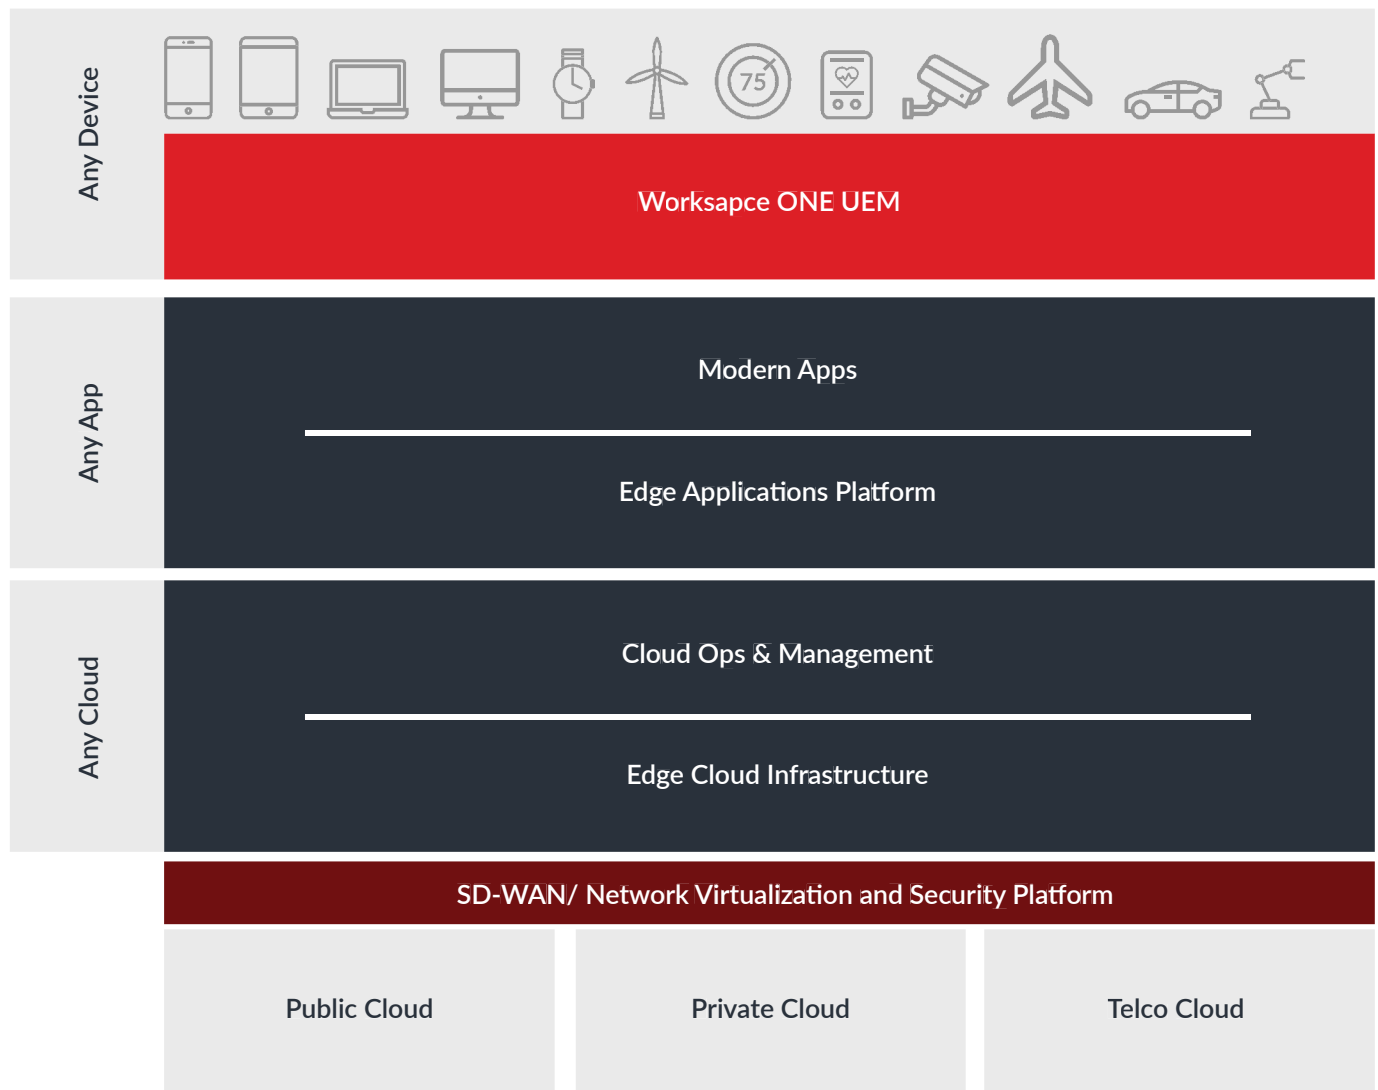 Any Device
75
Worksapce ONE UEM
Any App
Modern Apps
Edge Applications Platform
Any Cloud
Cloud Ops & Management
Edge Cloud Infrastructure
SD-WAN/ Network Virtualization and Security Platform
Public Cloud
Private Cloud
Telco Cloud